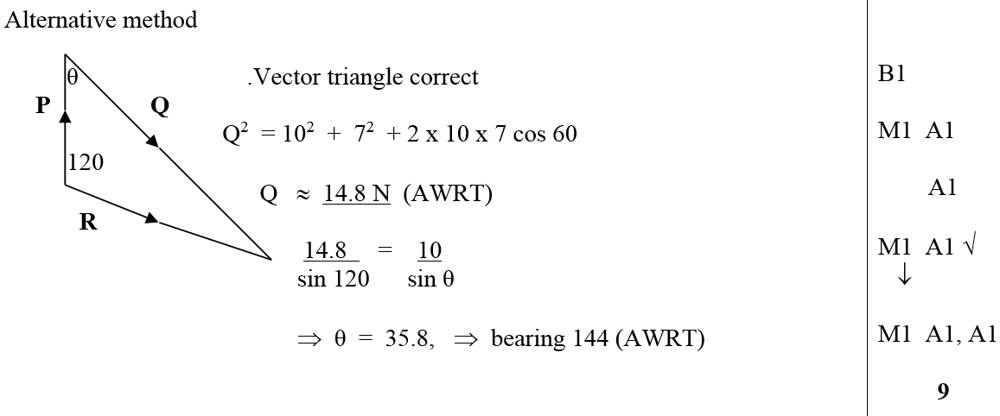 Alternative method
θ .Vector triangle correct B1
P Q
Q² = 10² + 7² + 2 x 10 x 7 cos 60 M1 A1
120
Q ≈ 14.8 N (AWRT) A1
R
14.8 = 10 M1 A1 √
sin 120 sin θ ↓
⇒ θ = 35.8, ⇒ bearing 144 (AWRT) M1 A1, A1
9